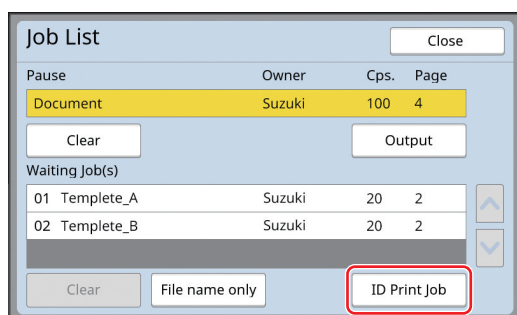 Job List Close
Pause Owner Cps. Page
Document Suzuki 100 4
Clear Output
Waiting Job(s)
01 Templete_A Suzuki 20 2
02 Templete_B Suzuki 20 2
Clear File name only ID Print Job